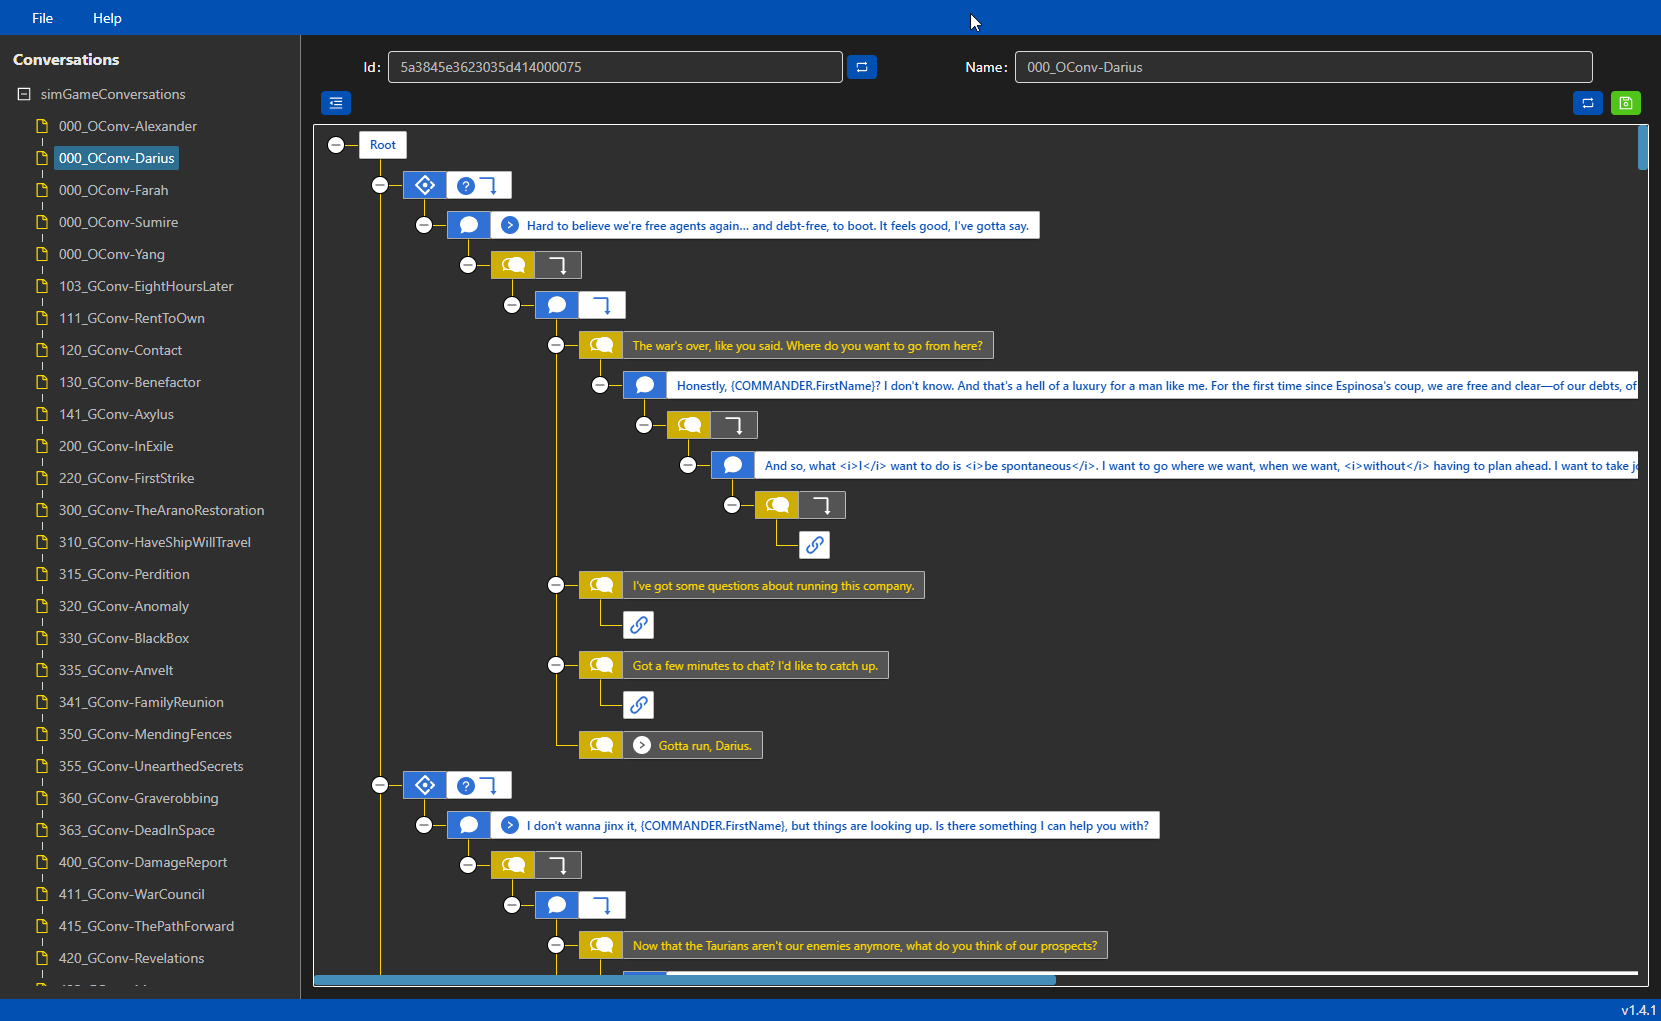 File Help
Conversations
Id: 5a3845e3623035d414000075 Name: 000_OConv-Darius
simGameConversations
000_OConv-Alexander
000_OConv-Darius
000_OConv-Farah
000_OConv-Sumire
000_OConv-Yang
103_GConv-EightHoursLater
111_GConv-RentToOwn
120_GConv-Contact
130_GConv-Benefactor
141_GConv-Axylus
200_GConv-InExile
220_GConv-FirstStrike
300_GConv-TheAranoRestoration
310_GConv-HaveShipWillTravel
315_GConv-Perdition
320_GConv-Anomaly
330_GConv-BlackBox
335_GConv-Anvelt
341_GConv-FamilyReunion
350_GConv-MendingFences
355_GConv-UnearthedSecrets
360_GConv-Graverobbing
363_GConv-DeadInSpace
400_GConv-DamageReport
411_GConv-WarCouncil
415_GConv-ThePathForward
420_GConv-Revelations
Root
Hard to believe we're free agents again... and debt-free, to boot. It feels good, I've gotta say.
The war's over, like you said. Where do you want to go from here?
Honestly, {COMMANDER.FirstName}? I don't know. And that's a hell of a luxury for a man like me. For the first time since Espinosa's coup, we are free and clear—of our debts, of
And so, what <i>I</i> want to do is <i>be spontaneous</i>. I want to go where we want, when we want, <i>without</i> having to plan ahead. I want to take
I've got some questions about running this company.
Got a few minutes to chat? I'd like to catch up.
Gotta run, Darius.
I don't wanna jinx it, {COMMANDER.FirstName}, but things are looking up. Is there something I can help you with?
Now that the Taurians aren't our enemies anymore, what do you think of our prospects?
v1.4.1